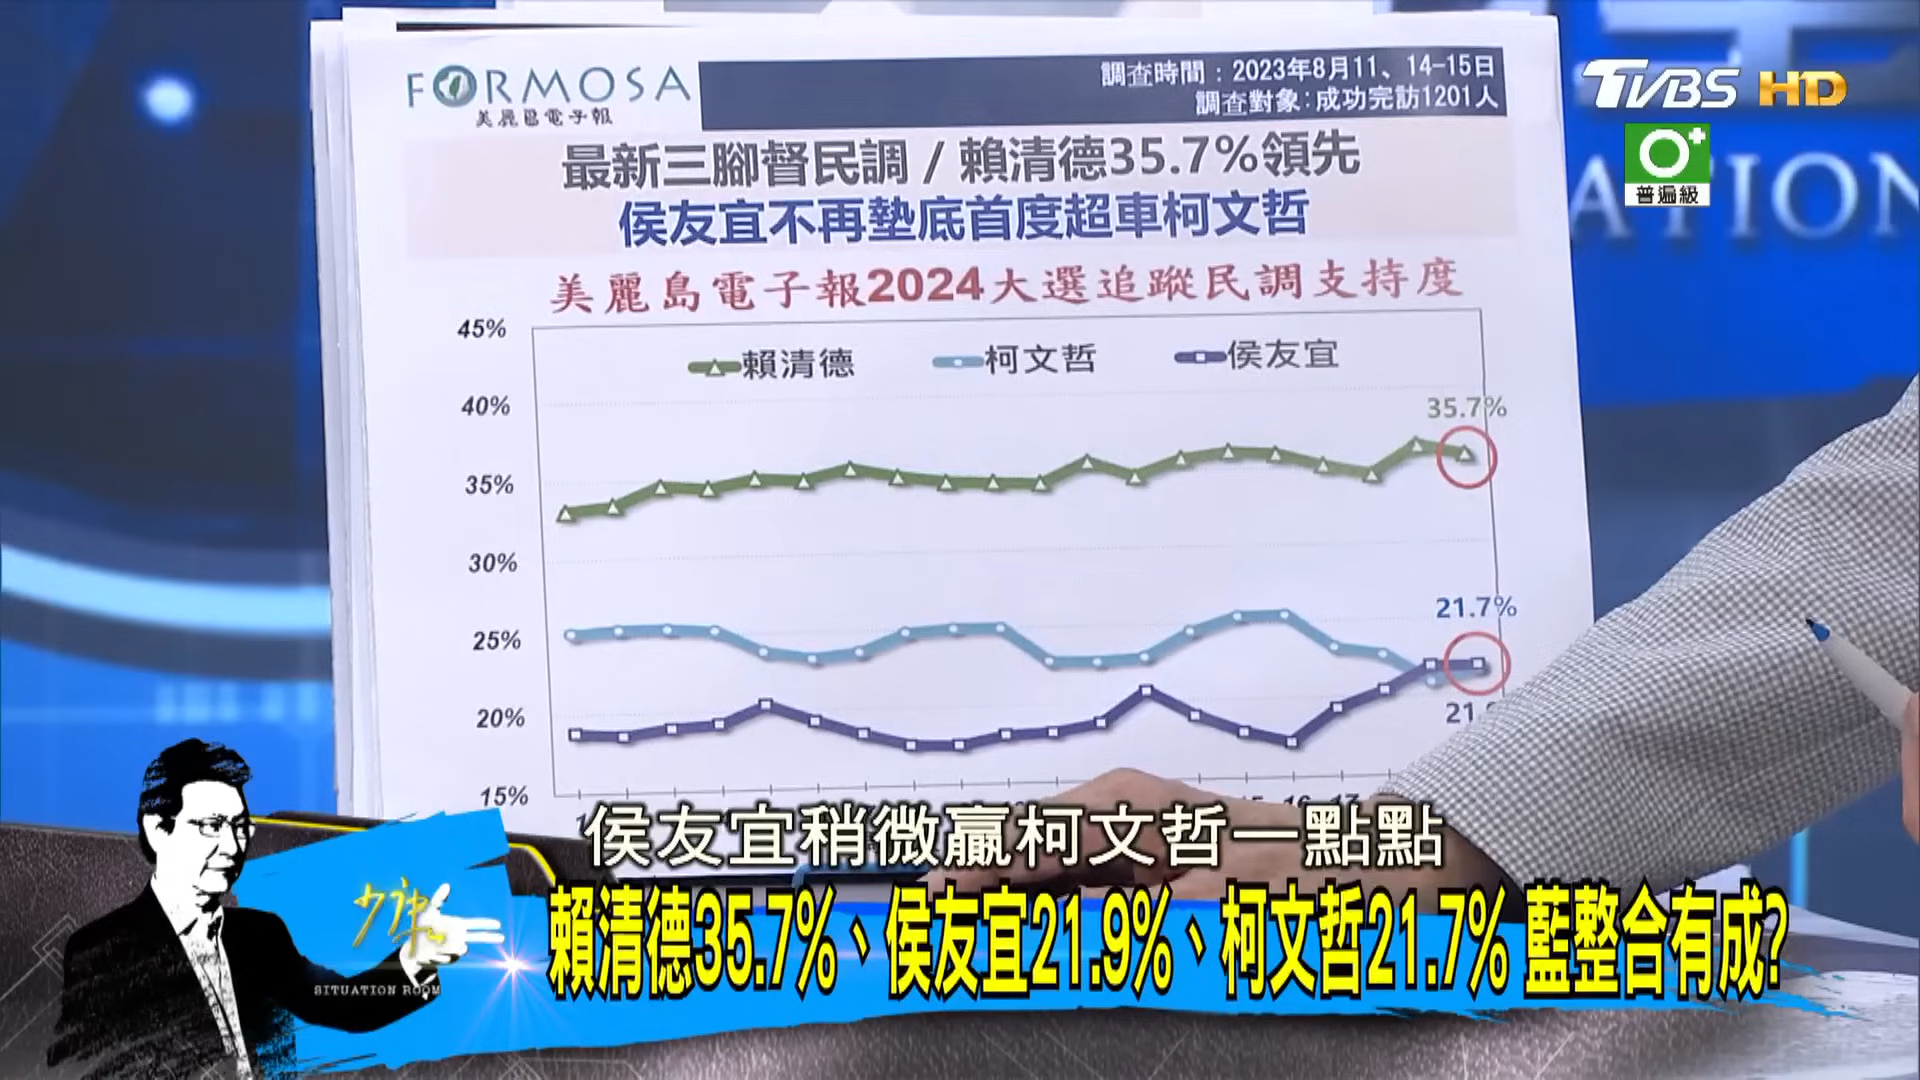 FORMOSA
美麗島電子報
調查時間：2023年8月11、14-15日
調查對象:成功完訪1201人
TVBS HD
普遍級
ATION
最新三腳督民調 / 賴清德35.7%領先
侯友宜不再墊底首度超車柯文哲
美麗島電子報2024大選追蹤民調支持度
45%
賴清德 柯文哲 侯友宜
40%
35.7%
35%
30%
21.7%
25%
20%
21.
15%
侯友宜稍微贏柯文哲一點點
少康
SITUATION ROOM
賴清德35.7%、侯友宜21.9%、柯文哲21.7% 藍整合有成?